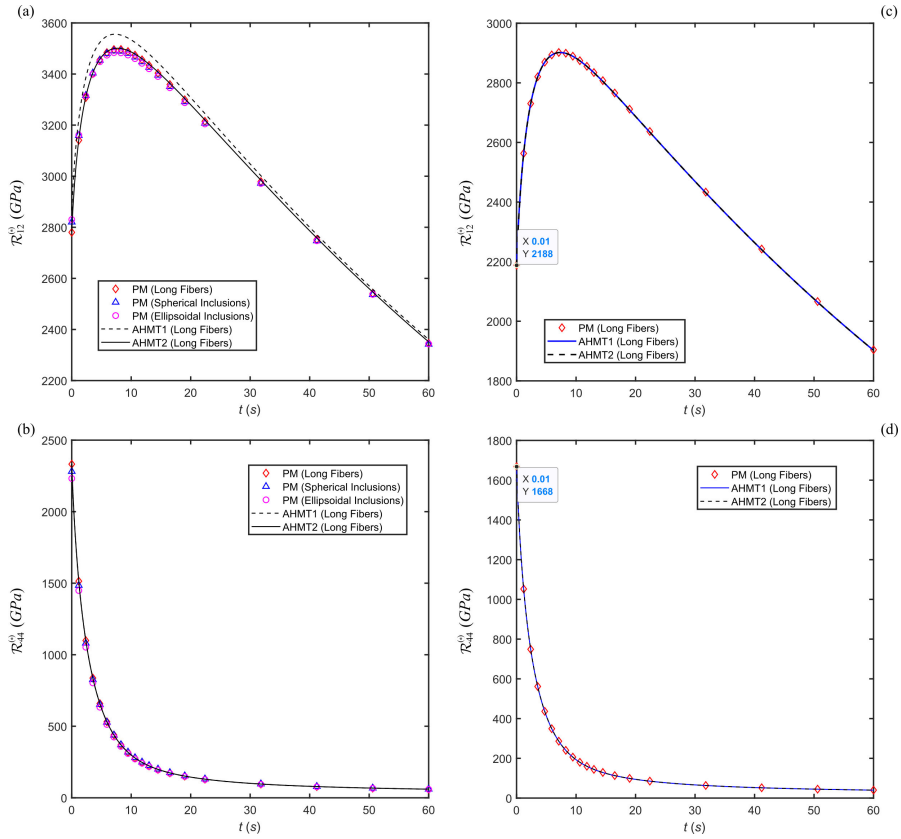 (a)
3600
3400
3200
3000
2800
2600
2400
2200
0 10 20 30 40 50 60
t (s)
R₁₂⁽*⁾ (GPa)
PM (Long Fibers)
PM (Spherical Inclusions)
PM (Ellipsoidal Inclusions)
AHMT1 (Long Fibers)
AHMT2 (Long Fibers)
(c)
3000
2800
2600
2400
2200
2000
1800
0 10 20 30 40 50 60
t (s)
R₁₂⁽*⁾ (GPa)
X 0.01
Y 2188
PM (Long Fibers)
AHMT1 (Long Fibers)
AHMT2 (Long Fibers)
(b)
2500
2000
1500
1000
500
0
0 10 20 30 40 50 60
t (s)
R₄₄⁽*⁾ (GPa)
PM (Long Fibers)
PM (Spherical Inclusions)
PM (Ellipsoidal Inclusions)
AHMT1 (Long Fibers)
AHMT2 (Long Fibers)
(d)
1800
1600
1400
1200
1000
800
600
400
200
0
0 10 20 30 40 50 60
t (s)
R₄₄⁽*⁾ (GPa)
X 0.01
Y 1668
PM (Long Fibers)
AHMT1 (Long Fibers)
AHMT2 (Long Fibers)